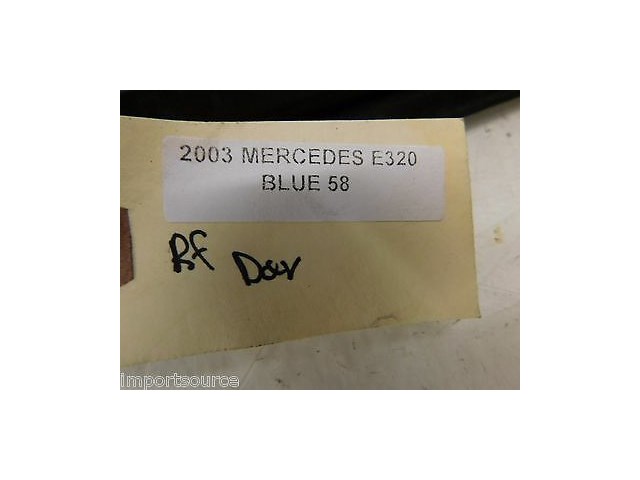 2003 MERCEDES E320
BLUE 58
Rf Door
importsource